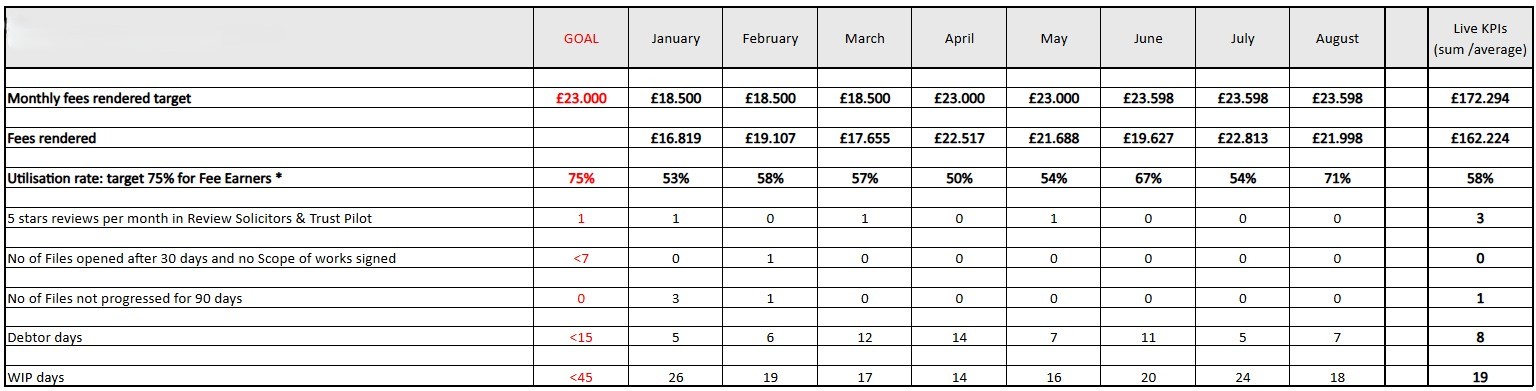 GOAL January February March April May June July August Live KPIs
(sum /average)
Monthly fees rendered target £23.000 £18.500 £18.500 £18.500 £23.000 £23.000 £23.598 £23.598 £23.598 £172.294
Fees rendered £16.819 £19.107 £17.655 £22.517 £21.688 £19.627 £22.813 £21.998 £162.224
Utilisation rate: target 75% for Fee Earners * 75% 53% 58% 57% 50% 54% 67% 54% 71% 58%
5 stars reviews per month in Review Solicitors & Trust Pilot 1 1 0 1 0 1 0 0 0 3
No of Files opened after 30 days and no Scope of works signed <7 0 1 0 0 0 0 0 0 0
No of Files not progressed for 90 days 0 3 1 0 0 0 0 0 0 1
Debtor days <15 5 6 12 14 7 11 5 7 8
WIP days <45 26 19 17 14 16 20 24 18 19